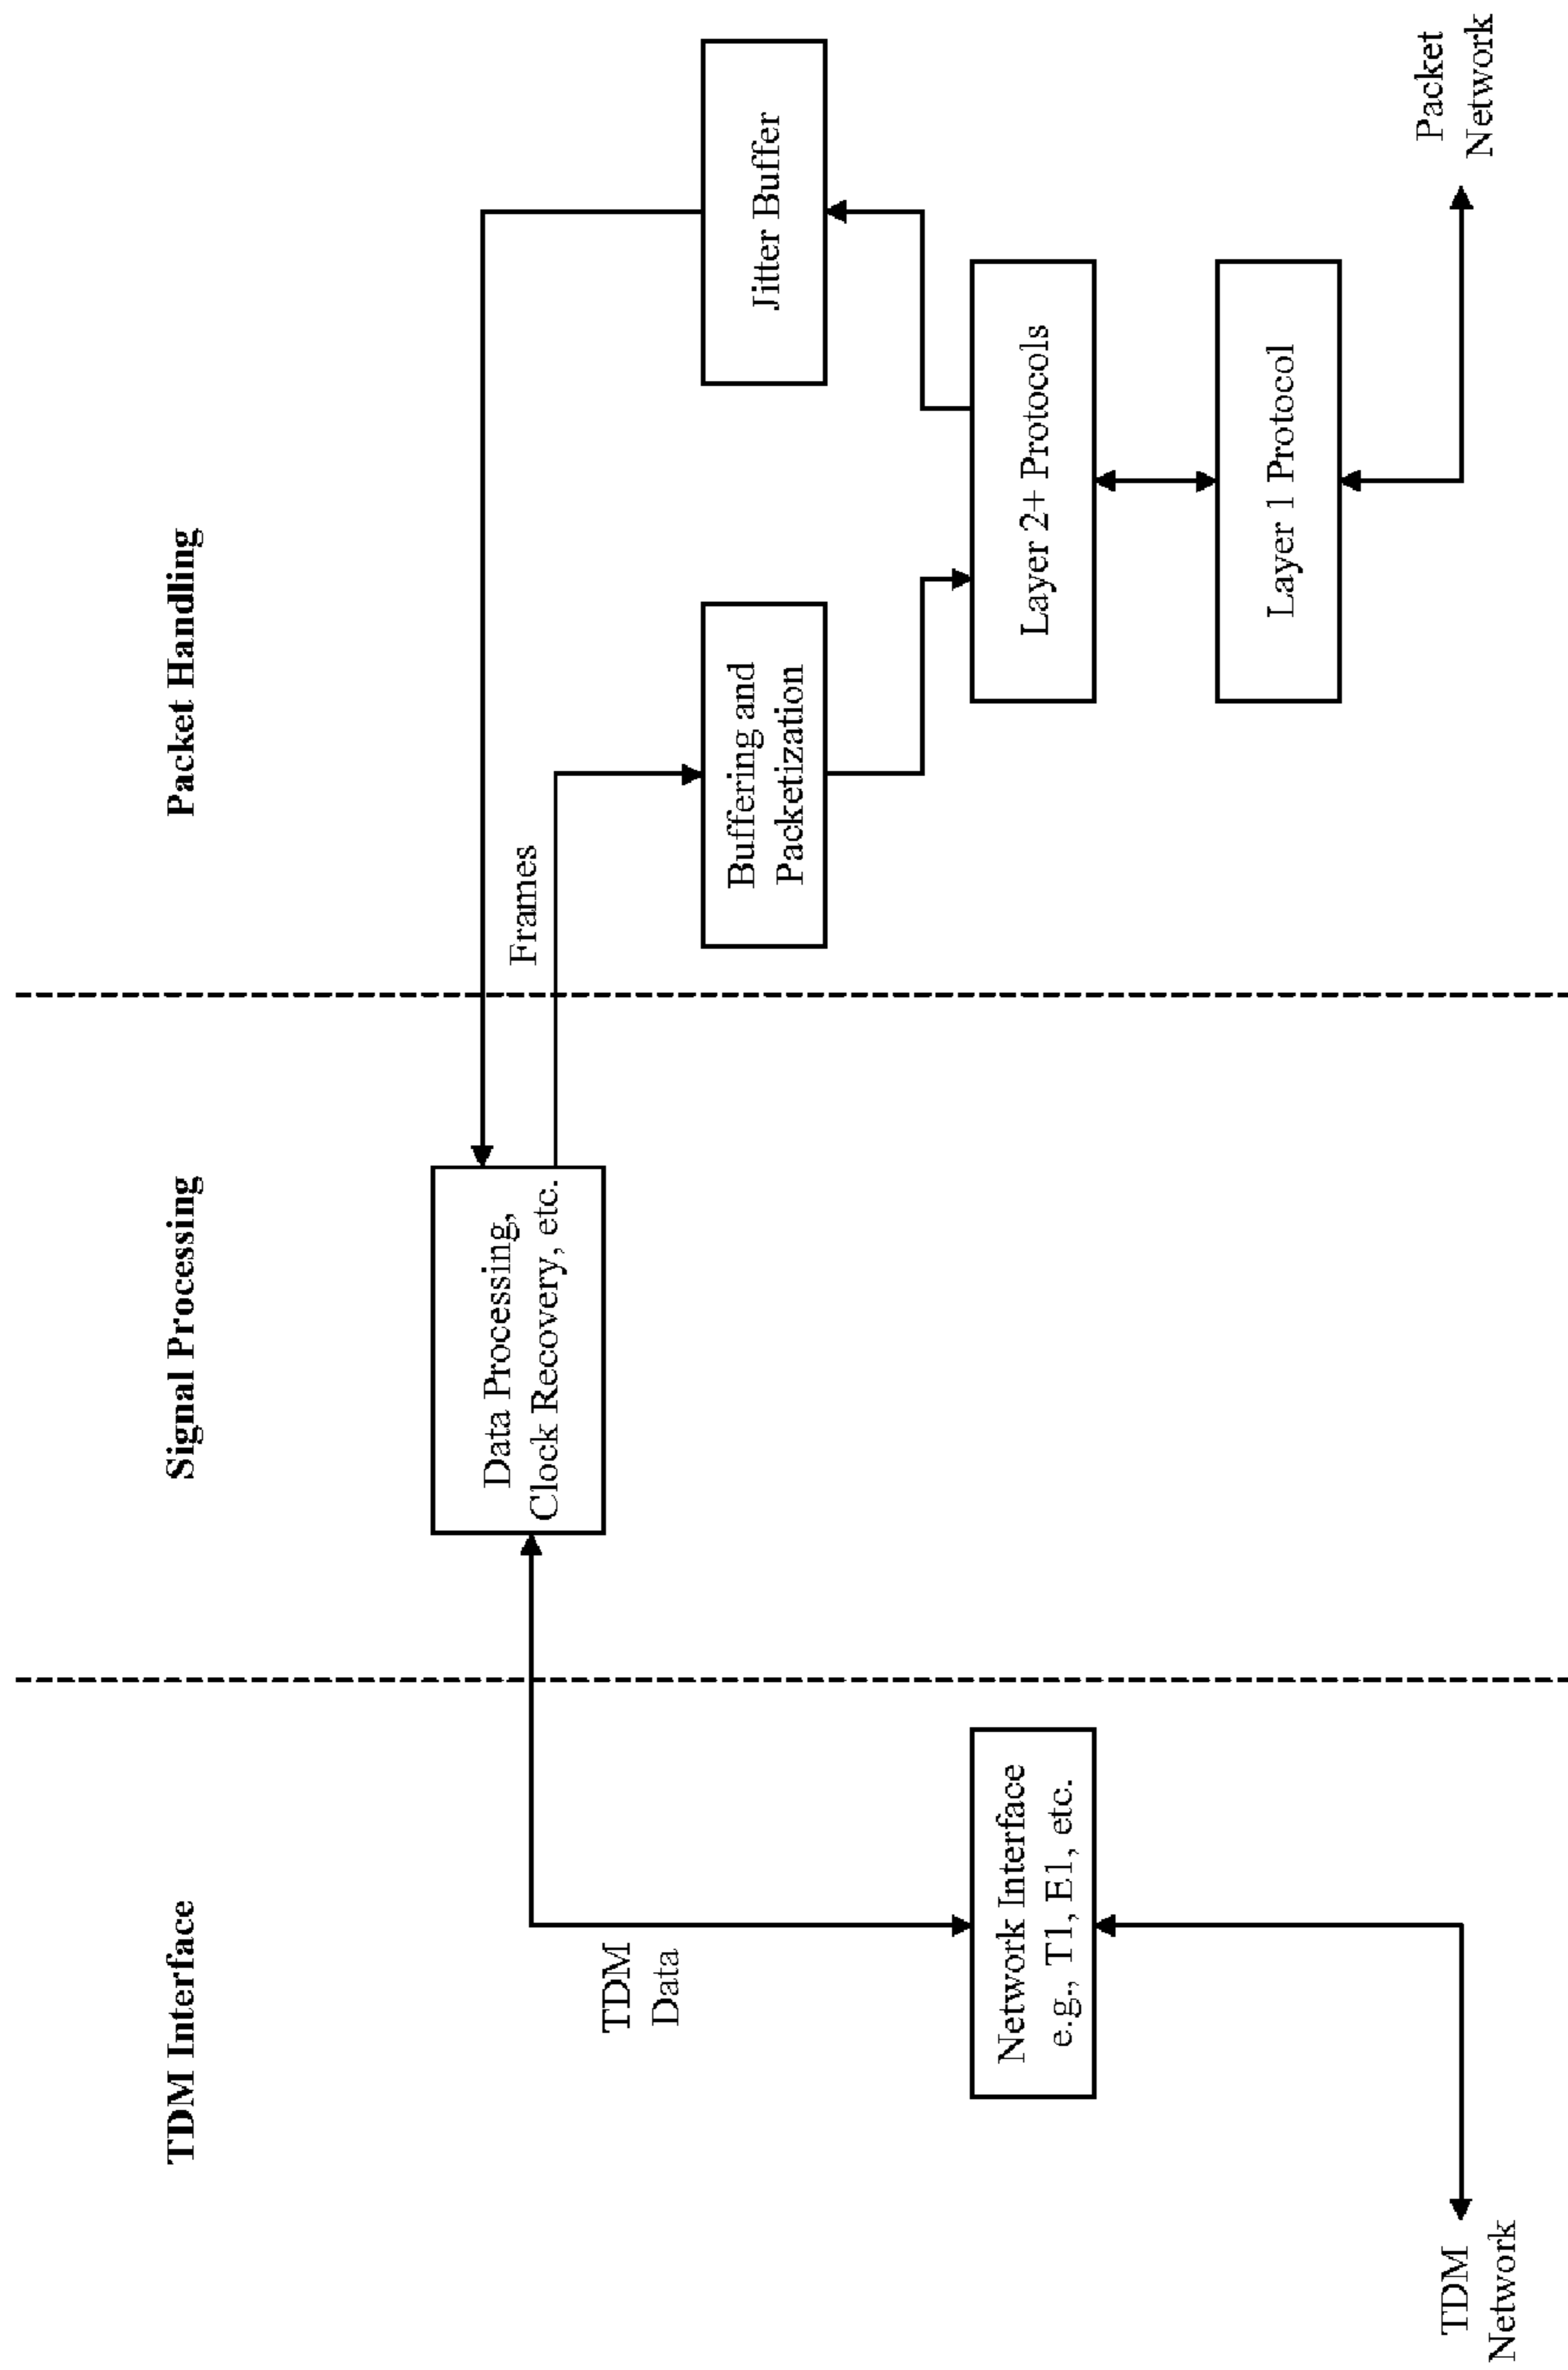 TDM Interface
Signal Processing
Packet Handling
Data Processing,
Clock Recovery, etc.
Frames
TDM
Data
Buffering and
Packetization
Jitter Buffer
Network Interface
e.g., T1, E1, etc.
Layer 2+ Protocols
Layer 1 Protocol
TDM
Network
Packet
Network